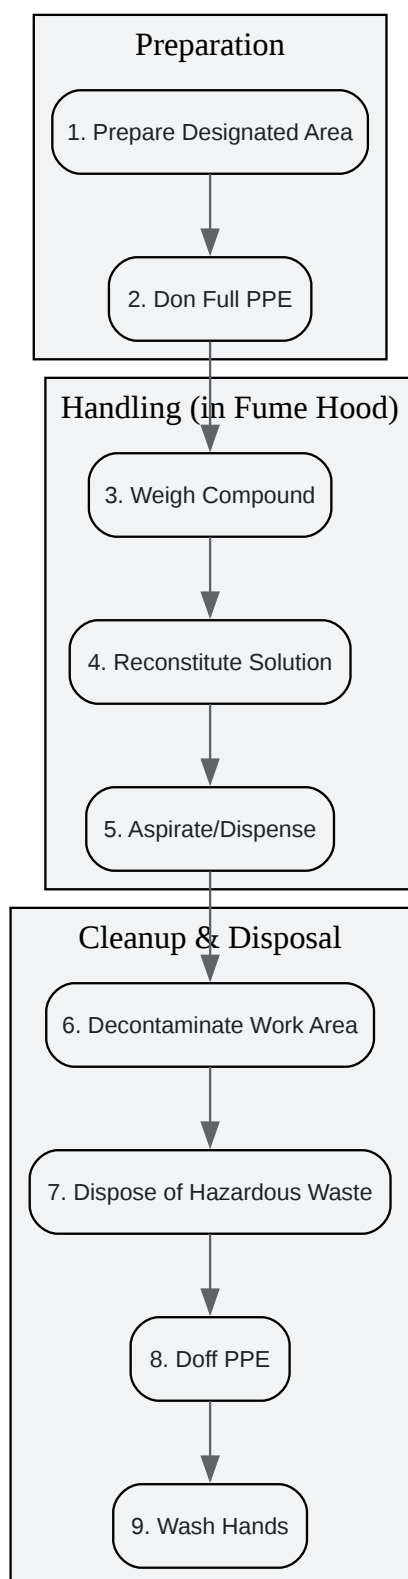 Preparation
1. Prepare Designated Area
2. Don Full PPE
Handling (in Fume Hood)
3. Weigh Compound
4. Reconstitute Solution
5. Aspirate/Dispense
Cleanup & Disposal
6. Decontaminate Work Area
7. Dispose of Hazardous Waste
8. Doff PPE
9. Wash Hands